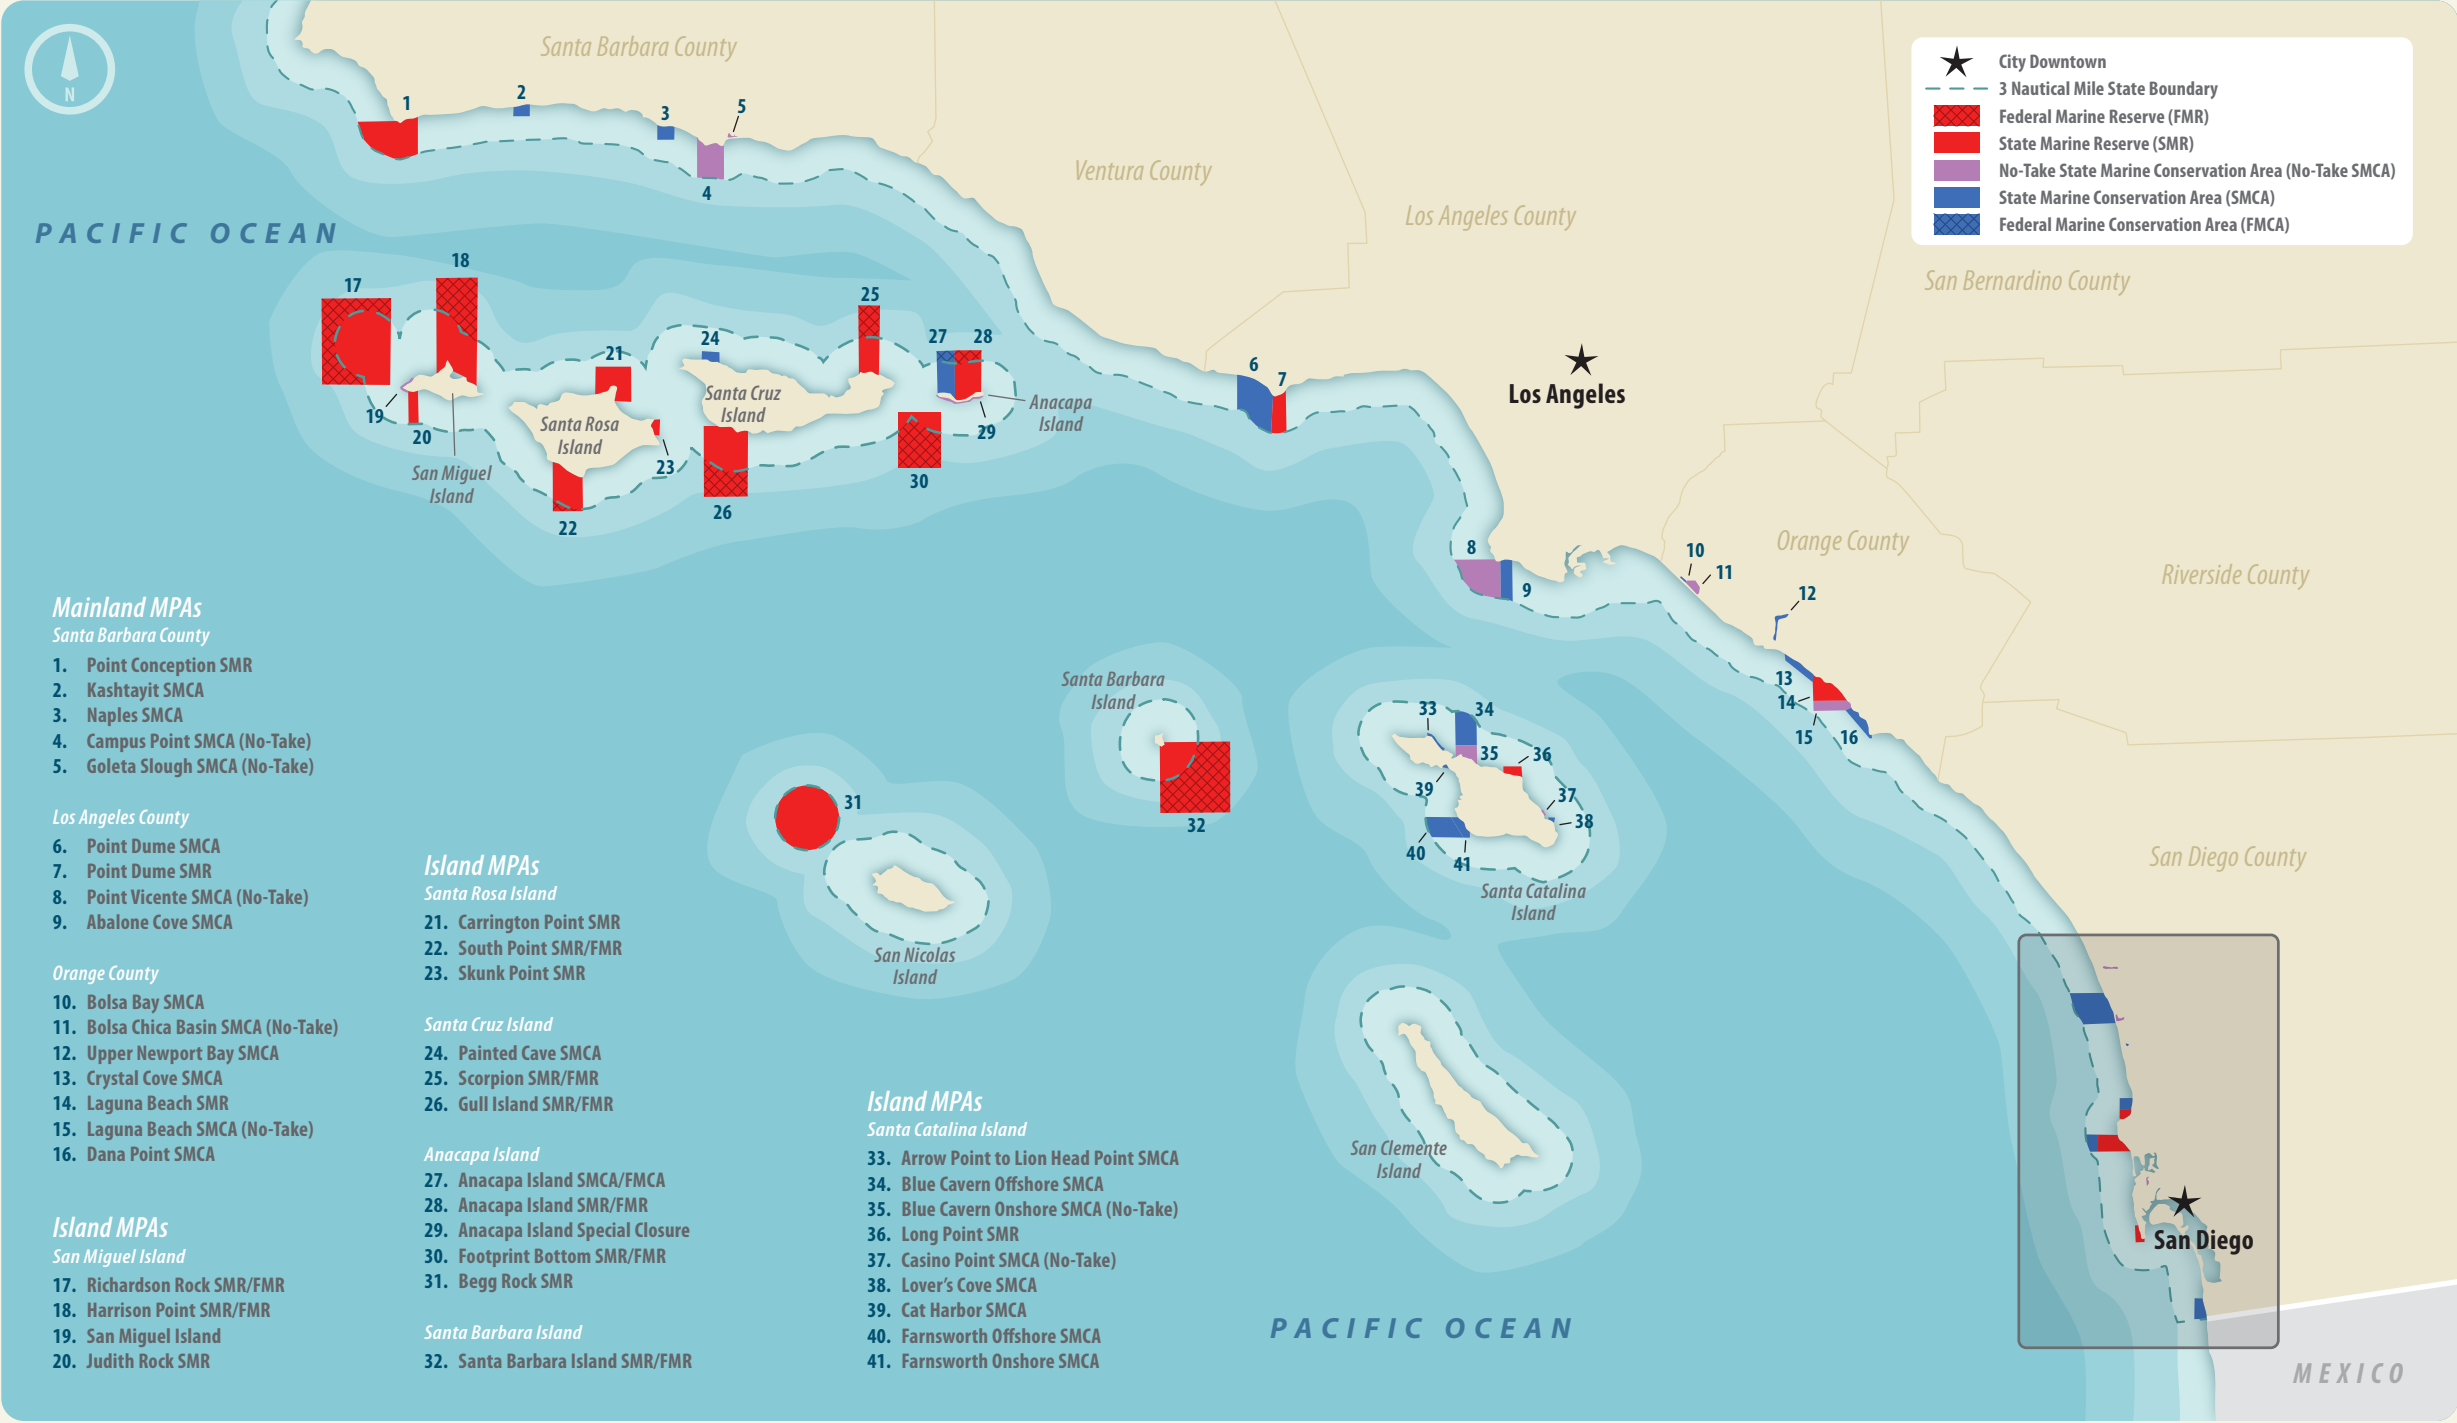 N
PACIFIC OCEAN
Santa Barbara County
Ventura County
Los Angeles County
San Bernardino County
Orange County
Riverside County
San Diego County
City Downtown
3 Nautical Mile State Boundary
Federal Marine Reserve (FMR)
State Marine Reserve (SMR)
No-Take State Marine Conservation Area (No-Take SMCA)
State Marine Conservation Area (SMCA)
Federal Marine Conservation Area (FMCA)
1
2
3
5
4
18
17
25
27
28
24
21
19
20
23
22
26
29
30
6
7
Santa Cruz
Island
Santa Rosa
Island
San Miguel
Island
Anacapa
Island
Los Angeles
8
9
10
11
12
13
14
15
16
Santa Barbara
Island
32
31
San Nicolas
Island
33
34
35
36
37
38
39
40
41
Santa Catalina
Island
San Clemente
Island
San Diego
PACIFIC OCEAN
MEXICO
Mainland MPAs
Santa Barbara County
1. Point Conception SMR
2. Kashtayit SMCA
3. Naples SMCA
4. Campus Point SMCA (No-Take)
5. Goleta Slough SMCA (No-Take)
Los Angeles County
6. Point Dume SMCA
7. Point Dume SMR
8. Point Vicente SMCA (No-Take)
9. Abalone Cove SMCA
Orange County
10. Bolsa Bay SMCA
11. Bolsa Chica Basin SMCA (No-Take)
12. Upper Newport Bay SMCA
13. Crystal Cove SMCA
14. Laguna Beach SMR
15. Laguna Beach SMCA (No-Take)
16. Dana Point SMCA
Island MPAs
San Miguel Island
17. Richardson Rock SMR/FMR
18. Harrison Point SMR/FMR
19. San Miguel Island
20. Judith Rock SMR
Island MPAs
Santa Rosa Island
21. Carrington Point SMR
22. South Point SMR/FMR
23. Skunk Point SMR
Santa Cruz Island
24. Painted Cave SMCA
25. Scorpion SMR/FMR
26. Gull Island SMR/FMR
Anacapa Island
27. Anacapa Island SMCA/FMCA
28. Anacapa Island SMR/FMR
29. Anacapa Island Special Closure
30. Footprint Bottom SMR/FMR
31. Begg Rock SMR
Santa Barbara Island
32. Santa Barbara Island SMR/FMR
Island MPAs
Santa Catalina Island
33. Arrow Point to Lion Head Point SMCA
34. Blue Cavern Offshore SMCA
35. Blue Cavern Onshore SMCA (No-Take)
36. Long Point SMR
37. Casino Point SMCA (No-Take)
38. Lover's Cove SMCA
39. Cat Harbor SMCA
40. Farnsworth Offshore SMCA
41. Farnsworth Onshore SMCA